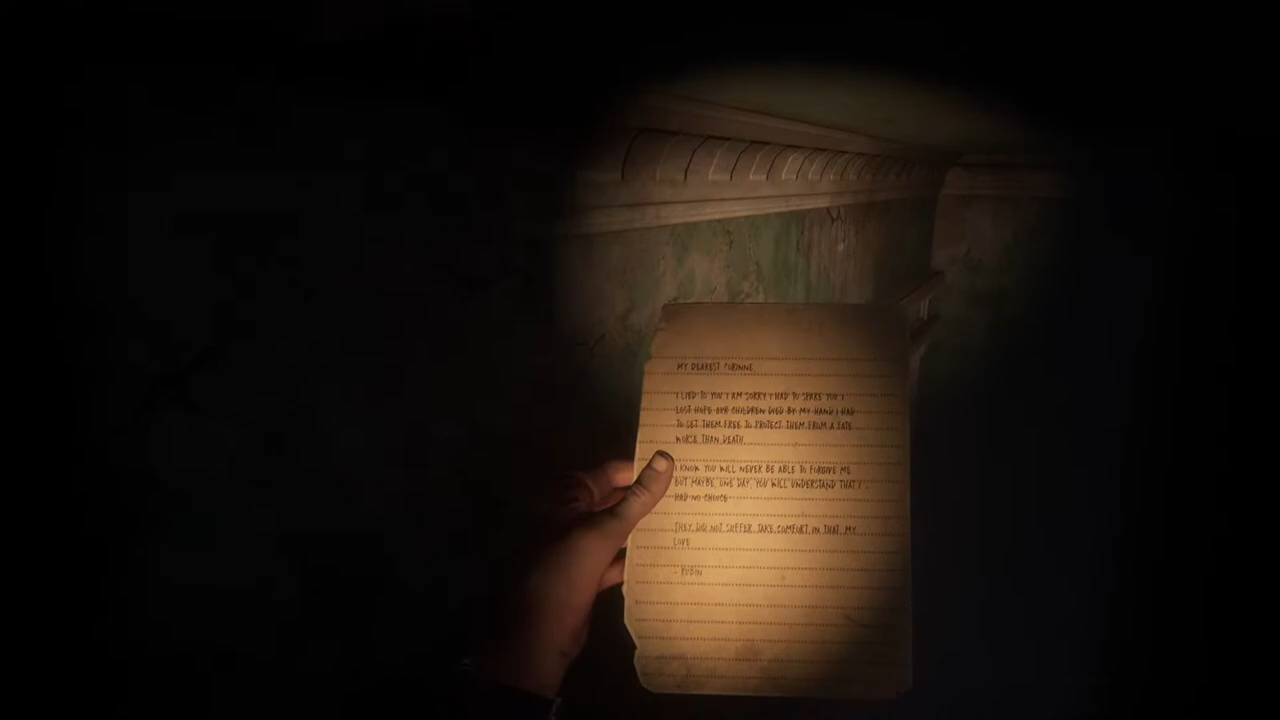 MY DEAREST CORINNE,
I LIED TO YOU I AM SORRY I HAD TO SPARE YOU I
LOST HOPE OUR CHILDREN DIED BY MY HAND I HAD
TO SET THEM FREE TO PROTECT THEM FROM A FATE
WORSE THAN DEATH
I KNOW YOU WILL NEVER BE ABLE TO FORGIVE ME
BUT MAYBE, ONE DAY, YOU WILL UNDERSTAND THAT I
HAD NO CHOICE
THEY DID NOT SUFFER. TAKE COMFORT IN THAT, MY
LOVE
- ROBIN